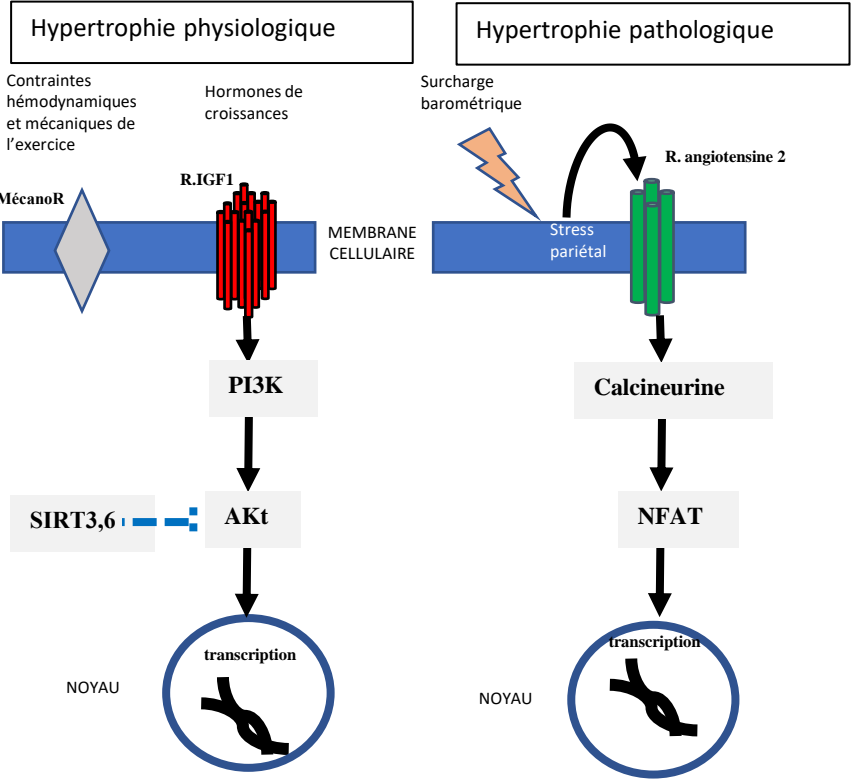 Hypertrophie physiologique
Contraintes
hémodynamiques
et mécaniques de
l’exercice
Hormones de
croissances
R.IGF1
MécanoR
MEMBRANE
CELLULAIRE
PI3K
SIRT3,6
AKt
transcription
NOYAU
Hypertrophie pathologique
Surcharge
barométrique
R. angiotensine 2
Stress
pariétal
Calcineurine
NFAT
transcription
NOYAU